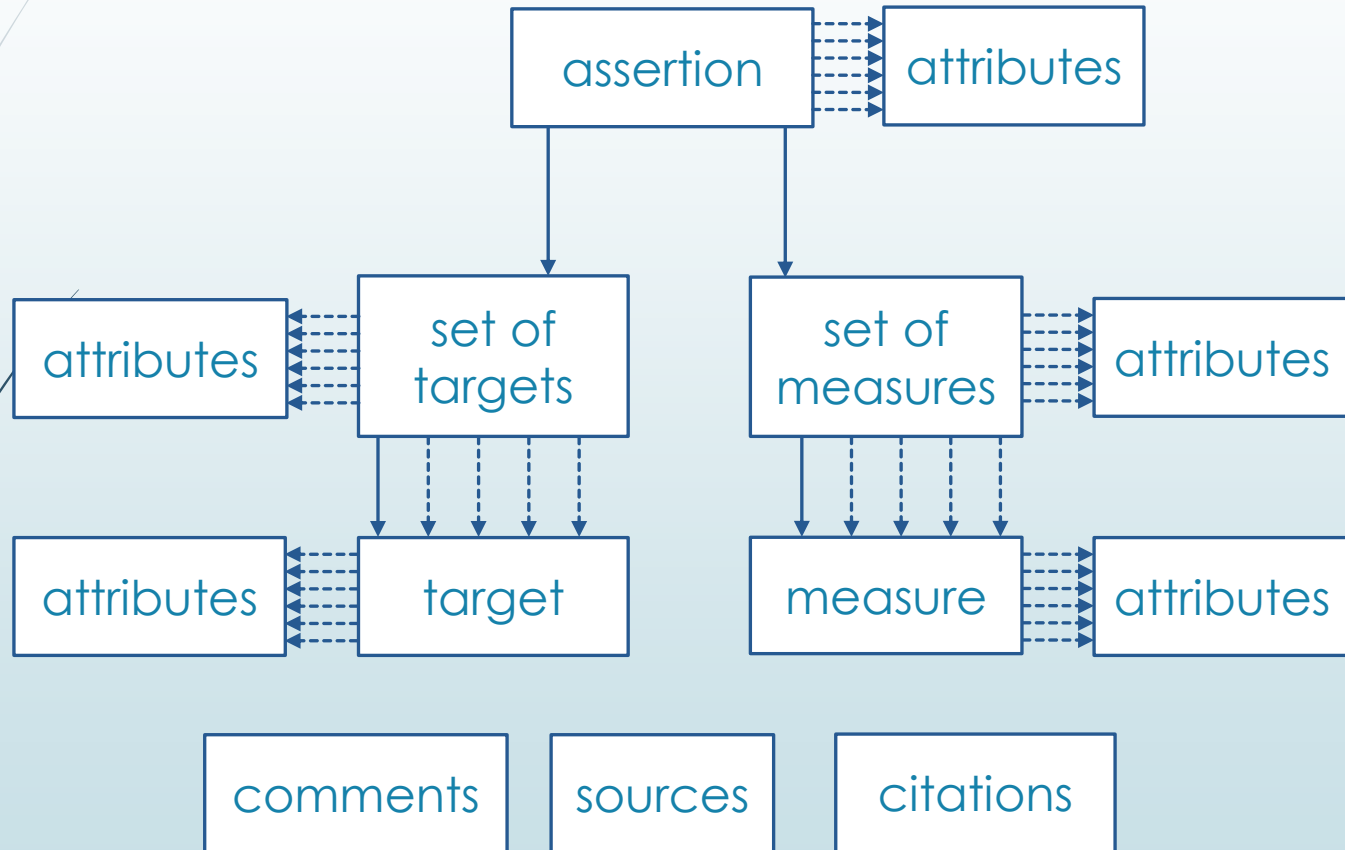 assertion
attributes
attributes
set of
targets
set of
measures
attributes
attributes
target
measure
attributes
comments
sources
citations